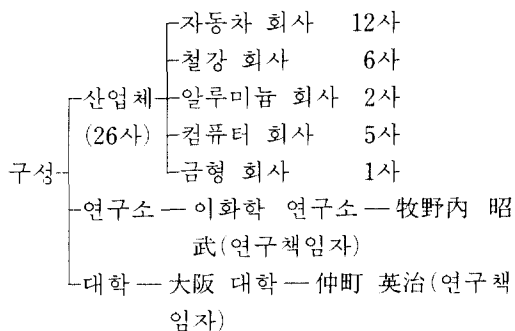 자동차 회사 12사
철강 회사 6사
산업체 알루미늄 회사 2사
(26사) 컴퓨터 회사 5사
구성 금형 회사 1사
연구소 — 이화학 연구소 — 牧野內 昭
武(연구책임자)
대학 — 大阪 대학 — 仲町 英治(연구책
임자)